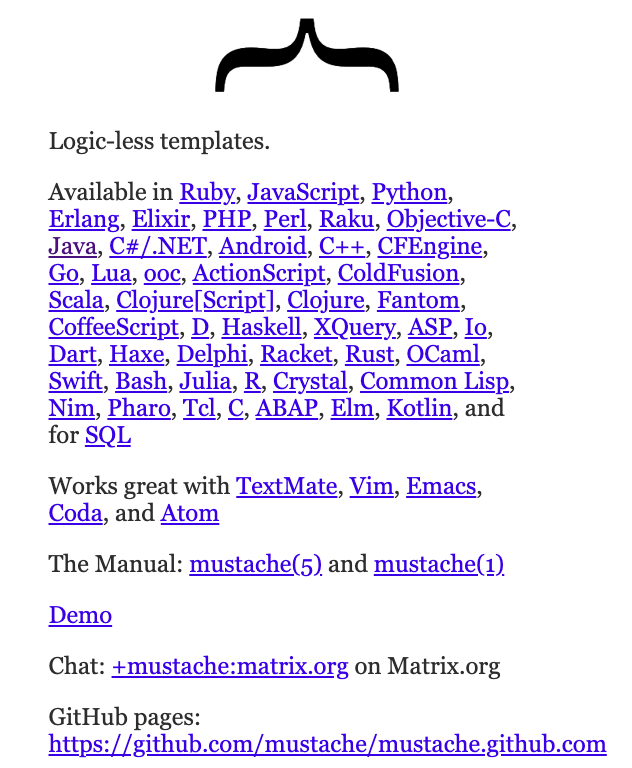 Logic-less templates.
Available in Ruby, JavaScript, Python,
Erlang, Elixir, PHP, Perl, Raku, Objective-C,
Java, C#/.NET, Android, C++, CFEngine,
Go, Lua, ooc, ActionScript, ColdFusion,
Scala, Clojure[Script], Clojure, Fantom,
CoffeeScript, D, Haskell, XQuery, ASP, Io,
Dart, Haxe, Delphi, Racket, Rust, OCaml,
Swift, Bash, Julia, R, Crystal, Common Lisp,
Nim, Pharo, Tcl, C, ABAP, Elm, Kotlin, and
for SQL
Works great with TextMate, Vim, Emacs,
Coda, and Atom
The Manual: mustache(5) and mustache(1)
Demo
Chat: +mustache:matrix.org on Matrix.org
GitHub pages:
https://github.com/mustache/mustache.github.com